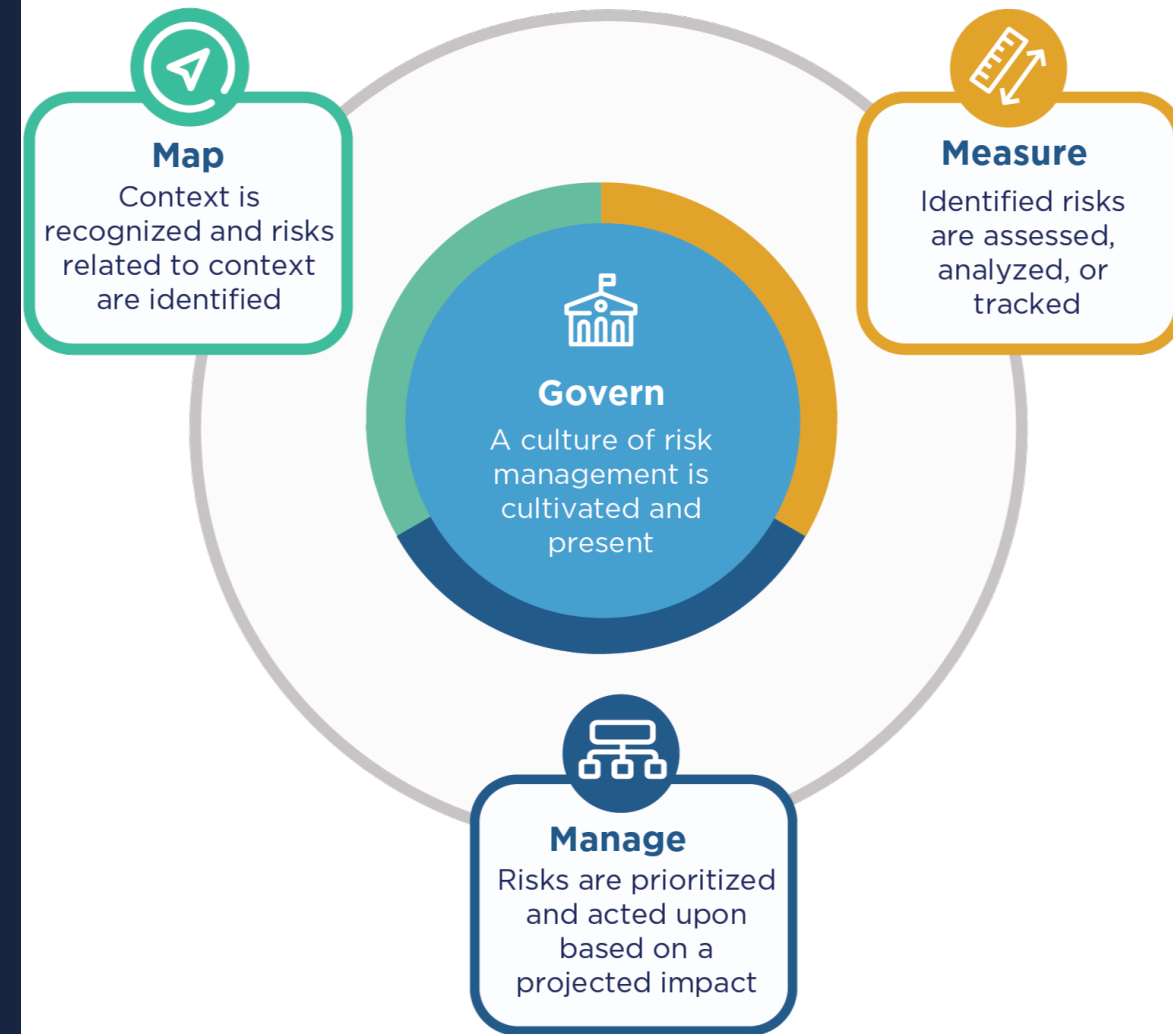 Map
Context is
recognized and risks
related to context
are identified
Measure
Identified risks
are assessed,
analyzed, or
tracked
Govern
A culture of risk
management is
cultivated and
present
Manage
Risks are prioritized
and acted upon
based on a
projected impact